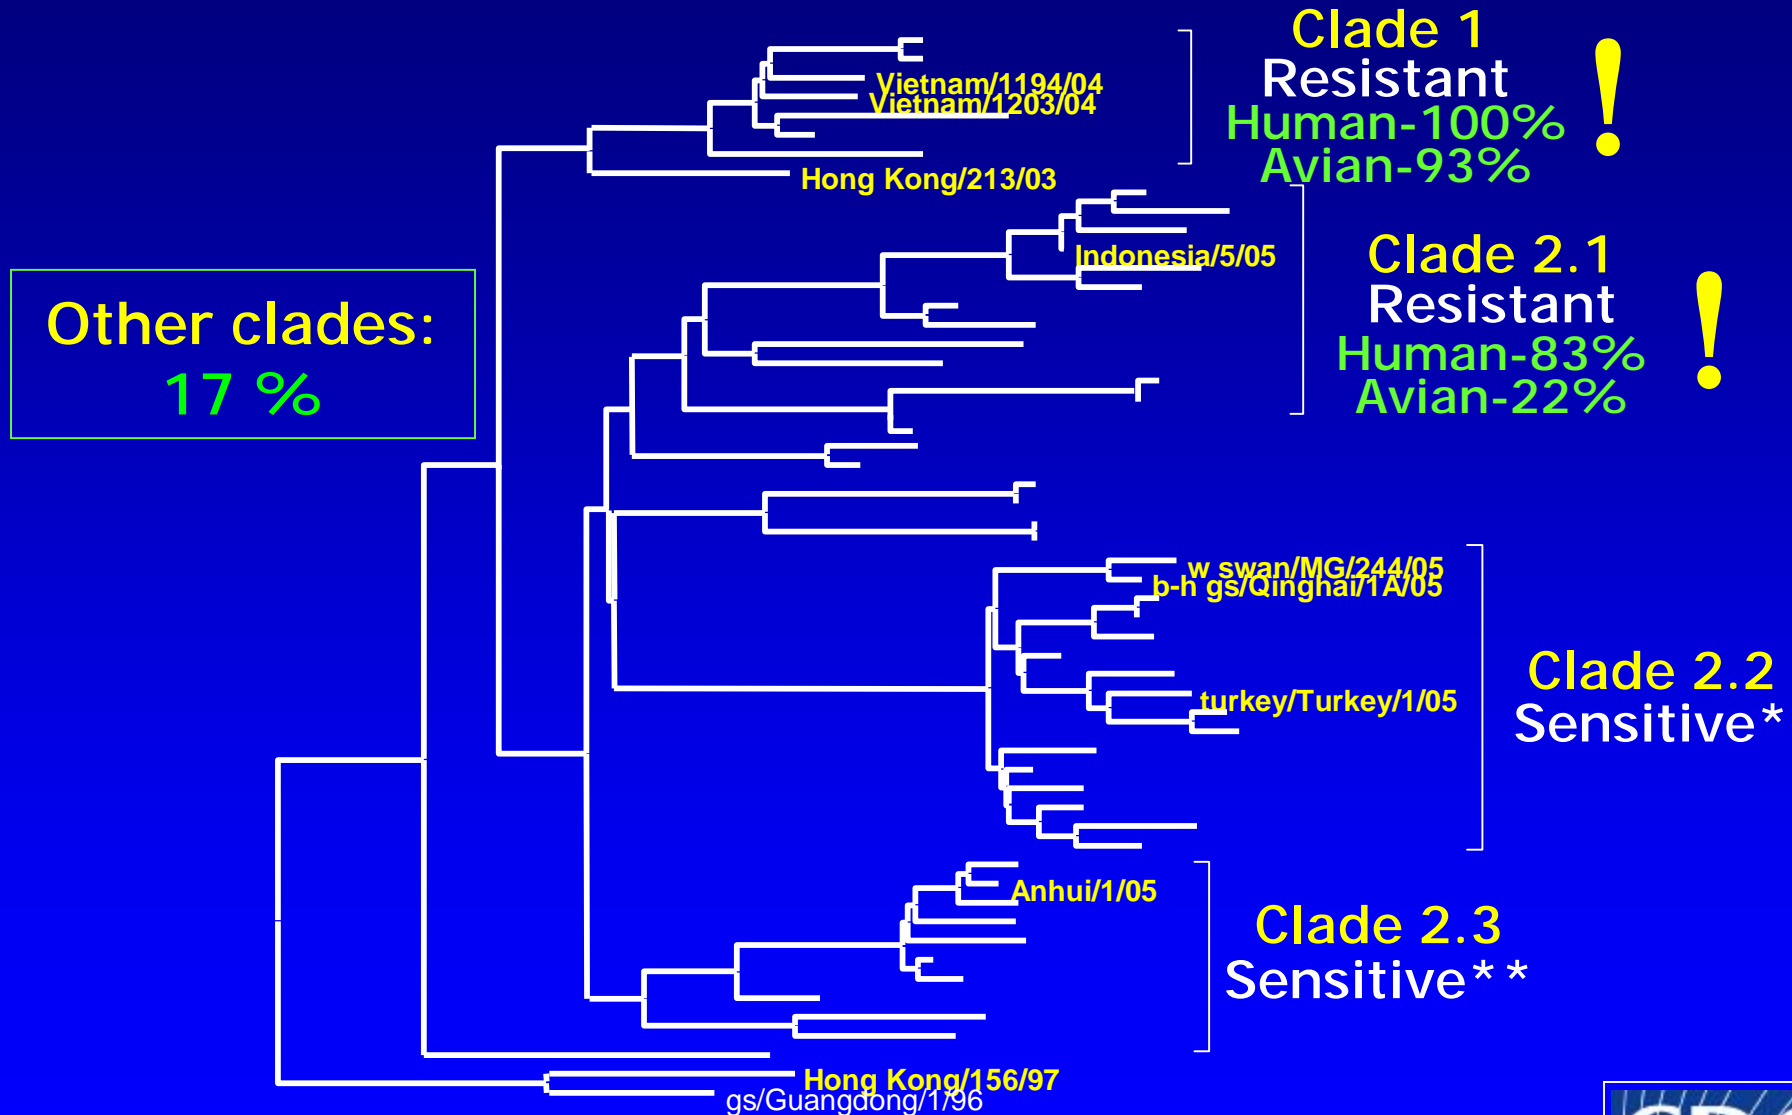 Clade 1
Resistant
Human-100%
Avian-93%
!
Vietnam/1194/04
Vietnam/1203/04
Hong Kong/213/03
Indonesia/5/05
Clade 2.1
Resistant
Human-83%
Avian-22%
!
Other clades:
17 %
w swan/MG/244/05
b-h gs/Qinghai/1A/05
turkey/Turkey/1/05
Clade 2.2
Sensitive*
Anhui/1/05
Clade 2.3
Sensitive**
Hong Kong/156/97
gs/Guangdong/1/96